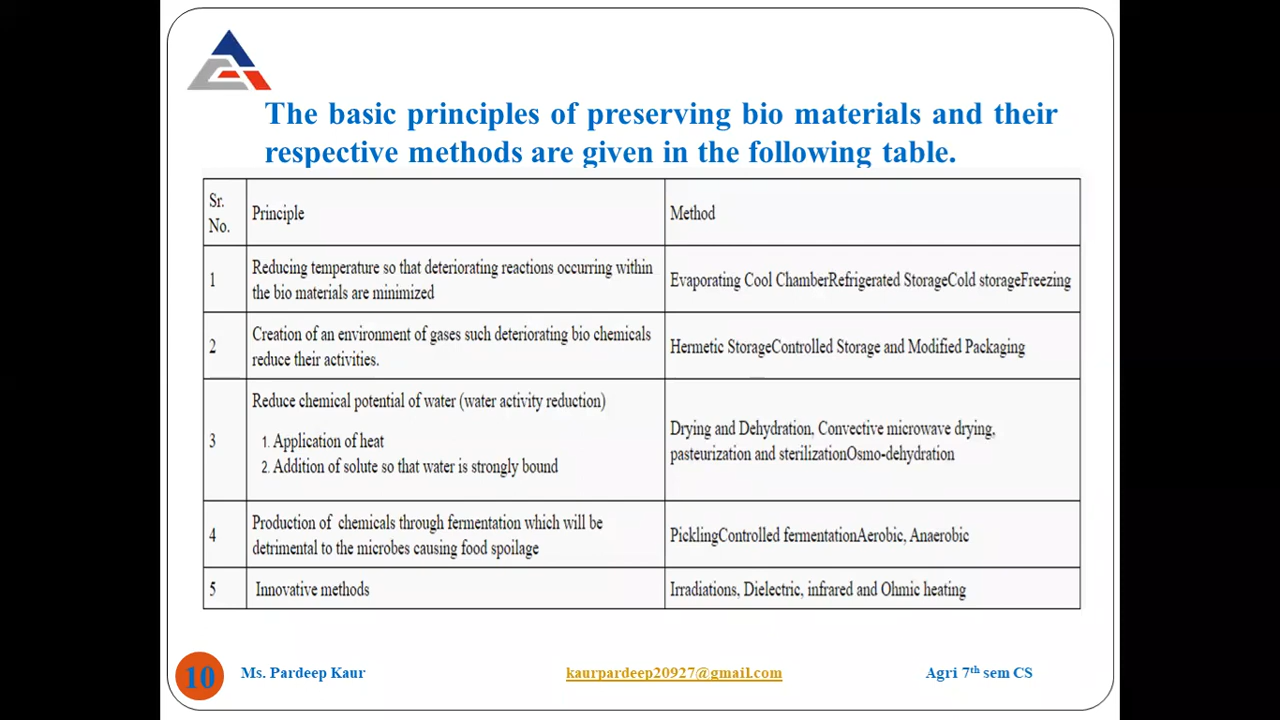 The basic principles of preserving bio materials and their
respective methods are given in the following table.
Sr.
No.
Principle
Method
1
Reducing temperature so that deteriorating reactions occurring within
the bio materials are minimized
Evaporating Cool ChamberRefrigerated StorageCold storageFreezing
2
Creation of an environment of gases such deteriorating bio chemicals
reduce their activities.
Hermetic StorageControlled Storage and Modified Packaging
3
Reduce chemical potential of water (water activity reduction)
1. Application of heat
2. Addition of solute so that water is strongly bound
Drying and Dehydration, Convective microwave drying,
pasteurization and sterilizationOsmo-dehydration
4
Production of chemicals through fermentation which will be
detrimental to the microbes causing food spoilage
PicklingControlled fermentationAerobic, Anaerobic
5
Innovative methods
Irradiations, Dielectric, infrared and Ohmic heating
10
Ms. Pardeep Kaur
kaurpardeep20927@gmail.com
Agri 7th sem CS